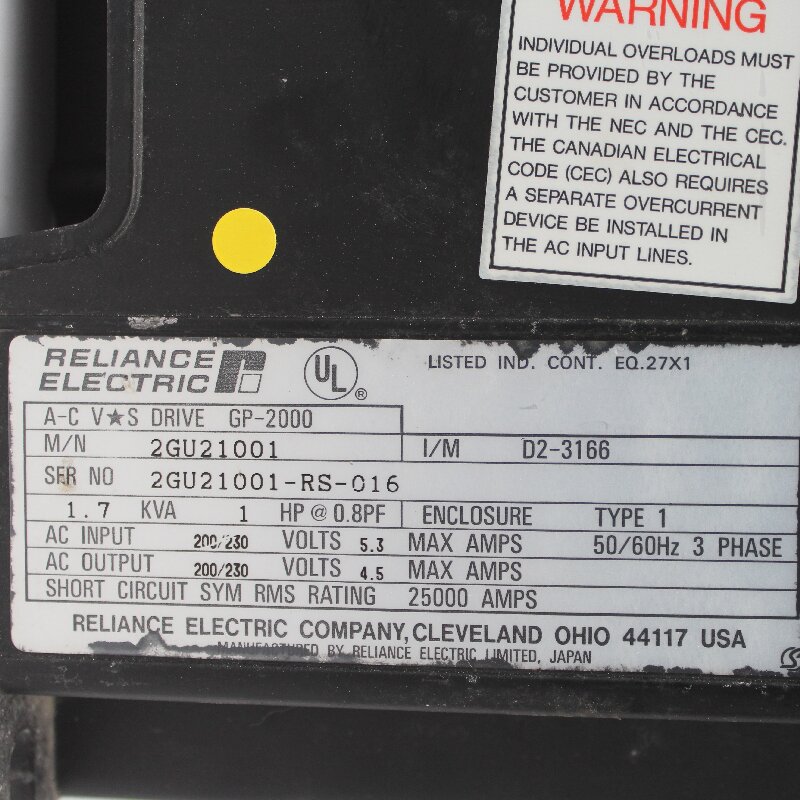 WARNING
INDIVIDUAL OVERLOADS MUST
BE PROVIDED BY THE
CUSTOMER IN ACCORDANCE
WITH THE NEC AND THE CEC.
THE CANADIAN ELECTRICAL
CODE (CEC) ALSO REQUIRES
A SEPARATE OVERCURRENT
DEVICE BE INSTALLED IN
THE AC INPUT LINES.
RELIANCE
ELECTRIC
UL ®
LISTED IND. CONT. EQ.27X1
A-C V★S DRIVE GP-2000
M/N 2GU21001 I/M D2-3166
SER NO 2GU21001-RS-016
1.7 KVA 1 HP @ 0.8PF ENCLOSURE TYPE 1
AC INPUT 200/230 VOLTS 5.3 MAX AMPS 50/60Hz 3 PHASE
AC OUTPUT 200/230 VOLTS 4.5 MAX AMPS
SHORT CIRCUIT SYM RMS RATING 25000 AMPS
RELIANCE ELECTRIC COMPANY, CLEVELAND OHIO 44117 USA
MANUFACTURED BY RELIANCE ELECTRIC LIMITED, JAPAN